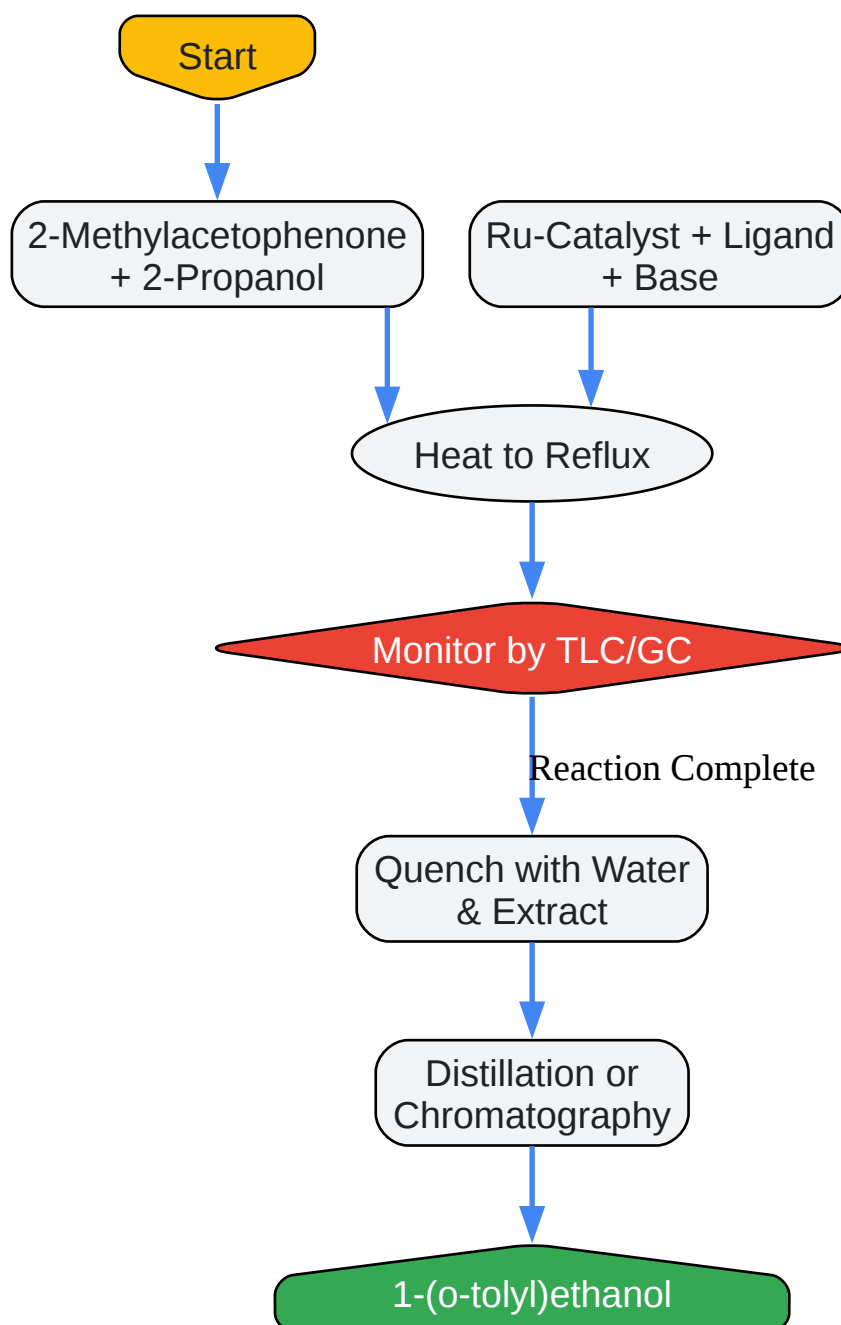 Start
2-Methylacetophenone
+ 2-Propanol
Ru-Catalyst + Ligand
+ Base
Heat to Reflux
Monitor by TLC/GC
Reaction Complete
Quench with Water
& Extract
Distillation or
Chromatography
1-(o-tolyl)ethanol